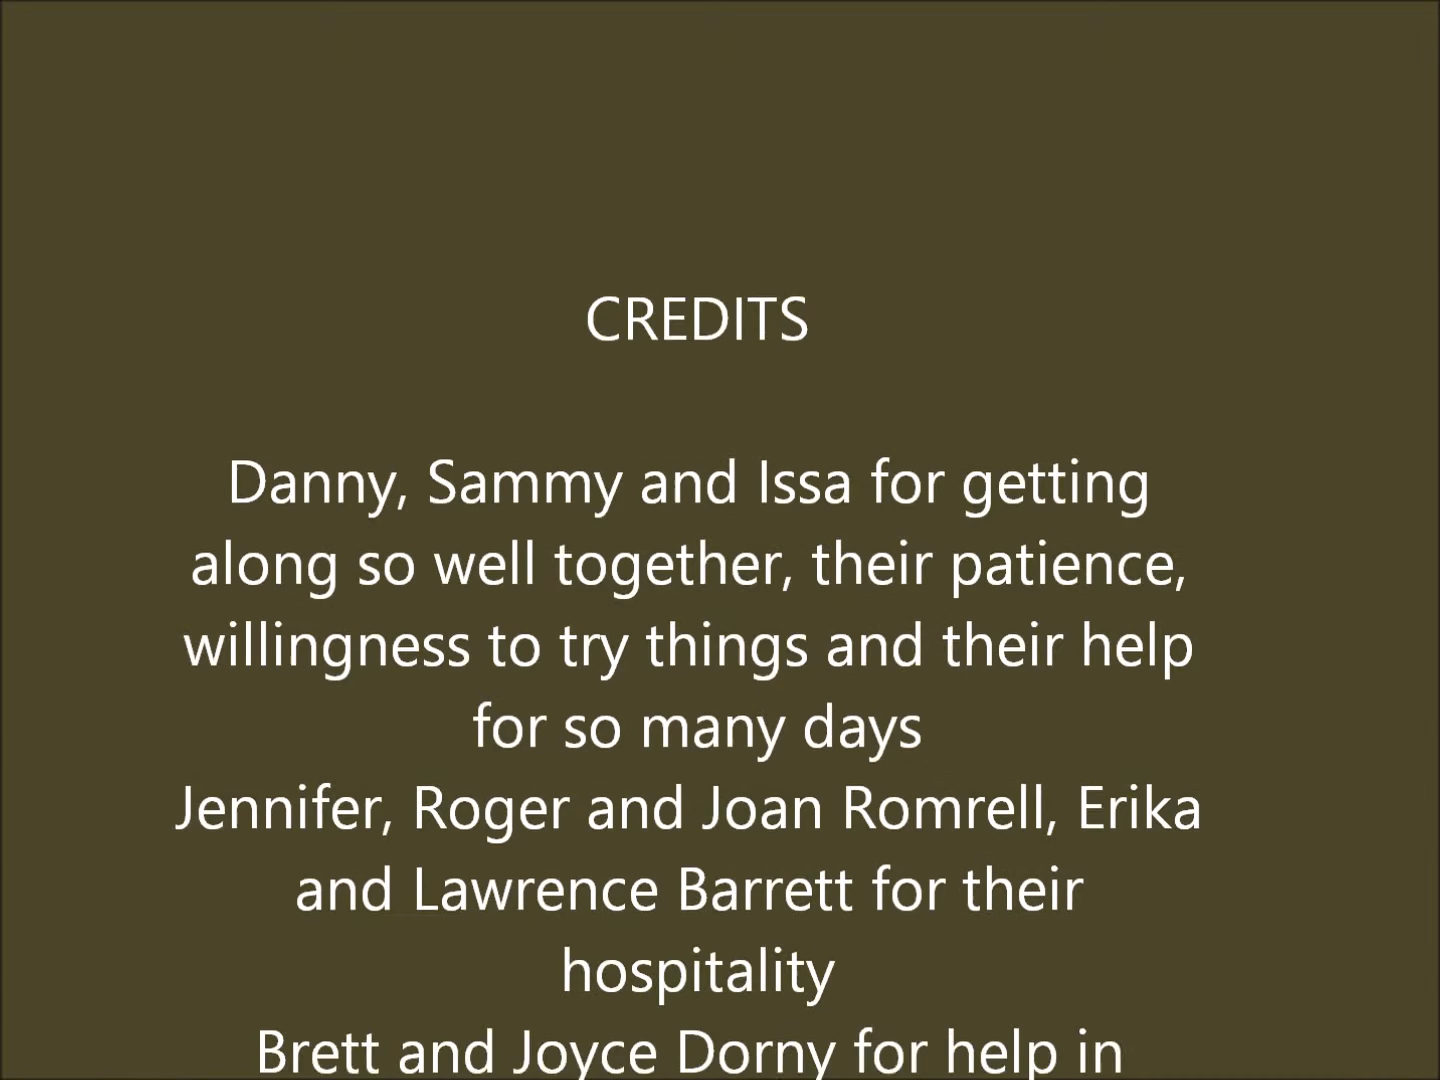 CREDITS
Danny, Sammy and Issa for getting
along so well together, their patience,
willingness to try things and their help
for so many days
Jennifer, Roger and Joan Romrell, Erika
and Lawrence Barrett for their
hospitality
Brett and Joyce Dorny for help in